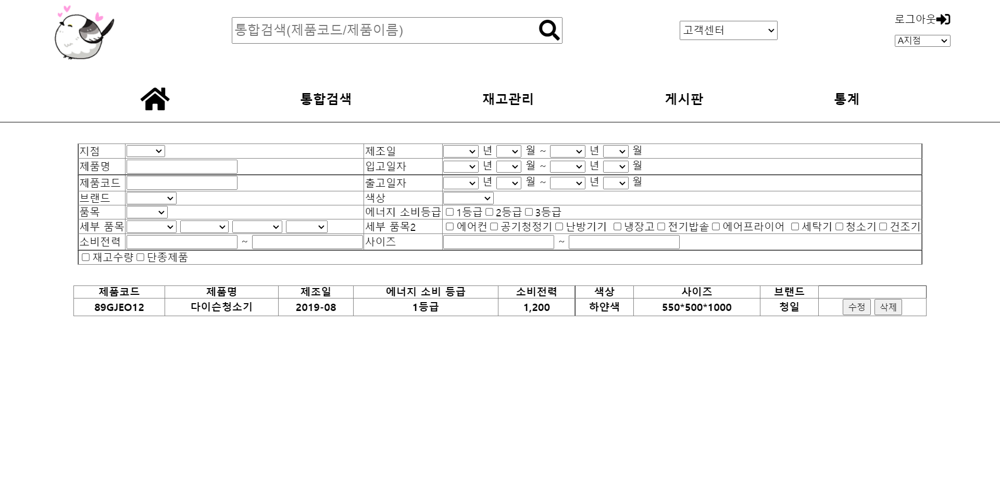 통합검색(제품코드/제품이름)
고객센터
로그아웃
A지점
통합검색 재고관리 게시판 통계
지점 제조일 년 월 ~ 년 월
제품명 입고일자 년 월 ~ 년 월
제품코드 출고일자 년 월 ~ 년 월
브랜드 색상
품목 에너지 소비등급 1등급 2등급 3등급
세부 품목 세부 품목2 에어컨 공기청정기 난방기기 냉장고 전기밥솥 에어프라이어 세탁기 청소기 건조기
소비전력 ~ 사이즈 ~
재고수량 단종제품
제품코드 제품명 제조일 에너지 소비 등급 소비전력 색상 사이즈 브랜드
89GJEO12 다이슨청소기 2019-08 1등급 1,200 하얀색 550*500*1000 청일 수정 삭제